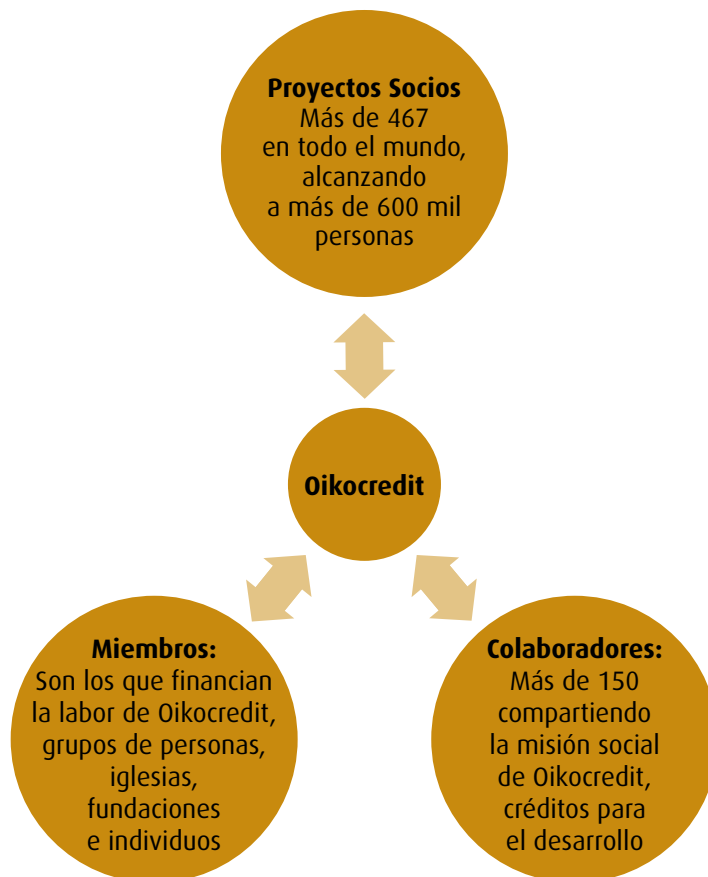 Proyectos Socios
Más de 467
en todo el mundo,
alcanzando
a más de 600 mil
personas
Oikocredit
Miembros:
Son los que financian
la labor de Oikocredit,
grupos de personas,
iglesias,
fundaciones
e individuos
Colaboradores:
Más de 150
compartiendo
la misión social
de Oikocredit,
créditos para
el desarrollo